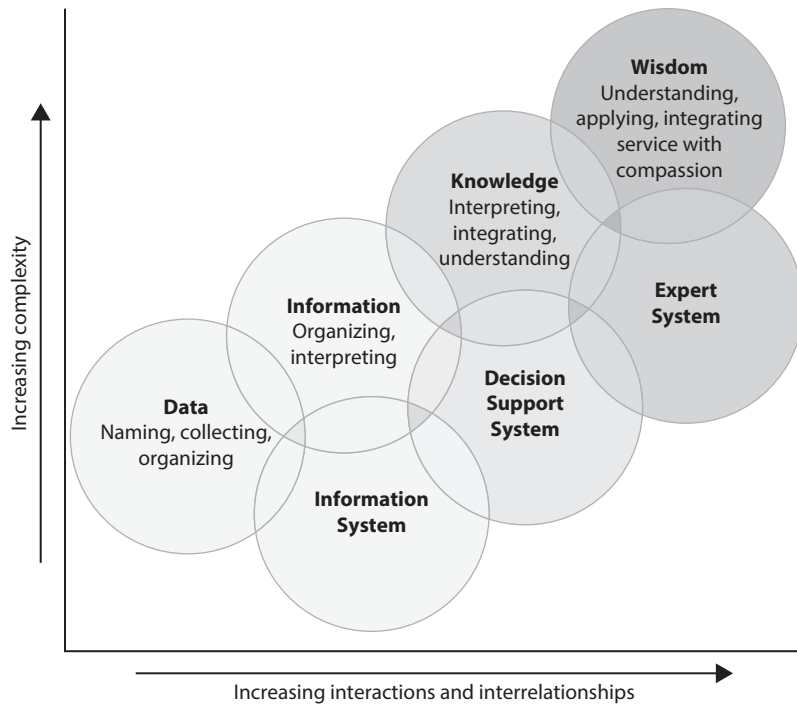 Wisdom
Understanding,
applying, integrating
service with
compassion
Knowledge
Interpreting,
integrating,
understanding
Expert
System
Information
Organizing,
interpreting
Decision
Support
System
Data
Naming, collecting,
organizing
Information
System
Increasing complexity
Increasing interactions and interrelationships